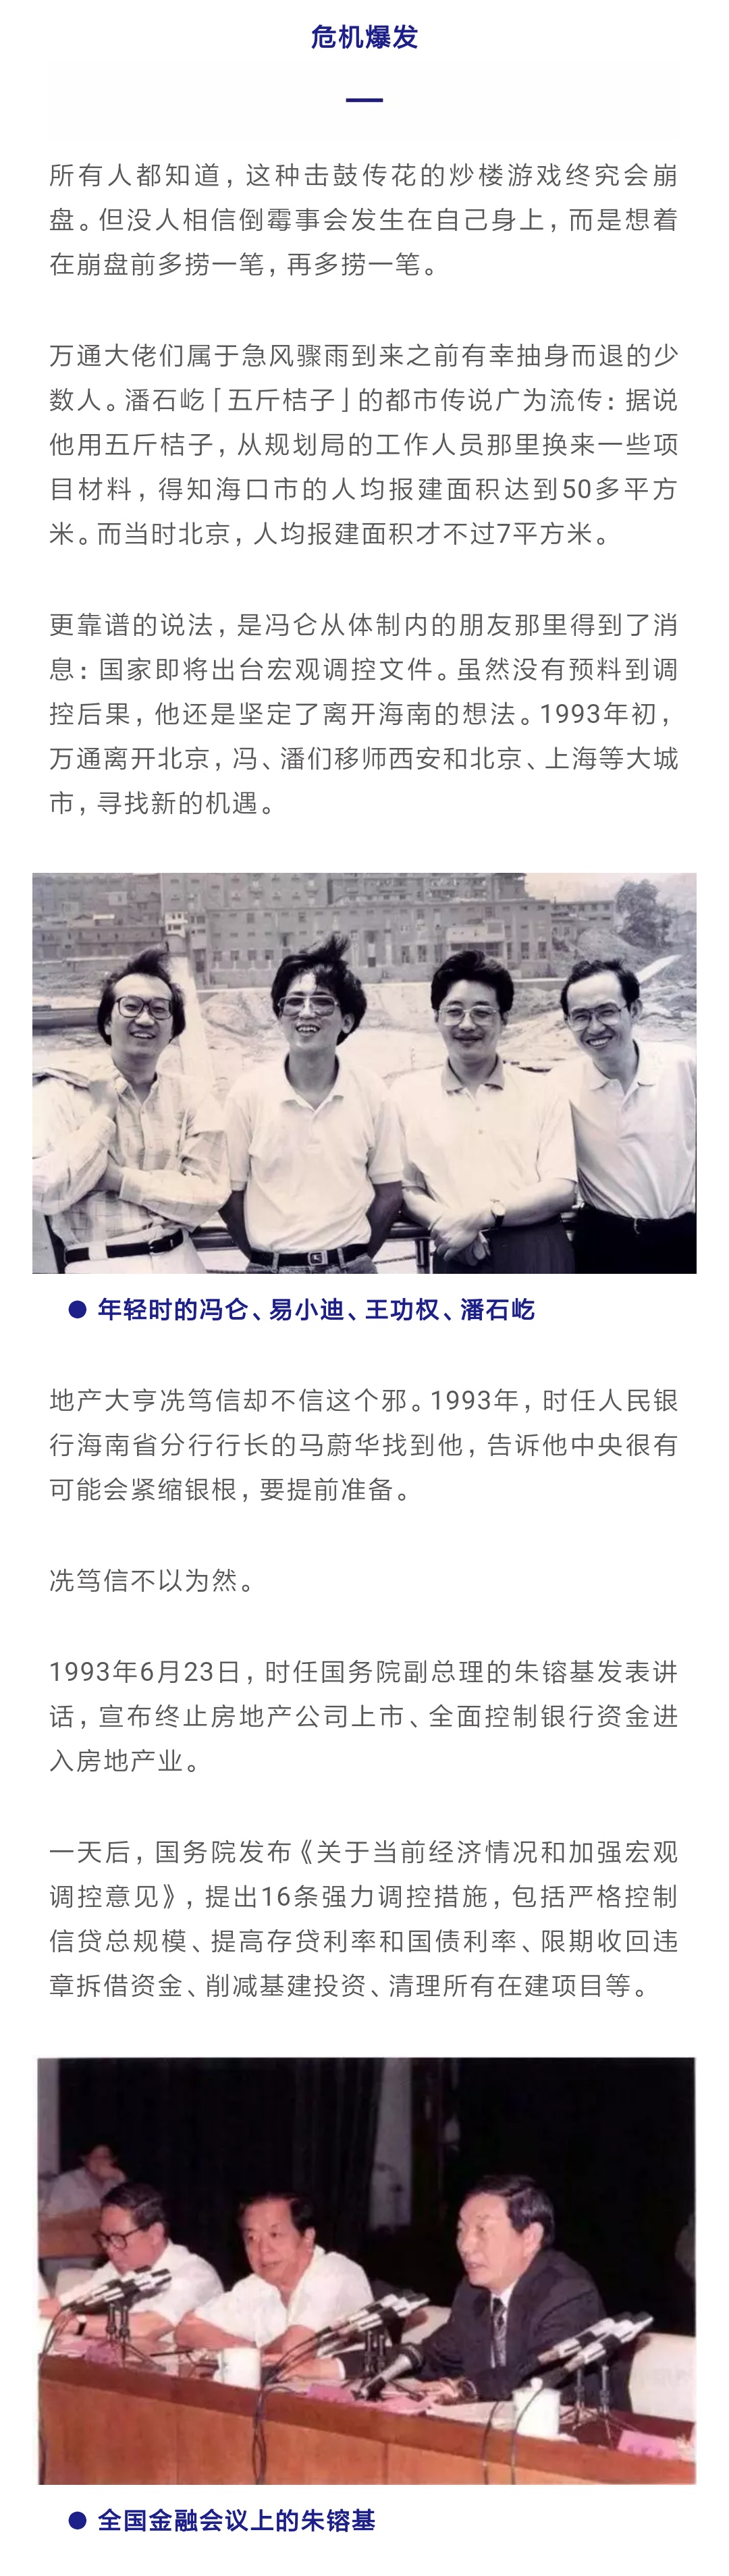 危机爆发
所有人都知道，这种击鼓传花的炒楼游戏终究会崩
盘。但没人相信倒霉事会发生在自己身上，而是想着
在崩盘前多捞一笔，再多捞一笔。
万通大佬们属于急风骤雨到来之前有幸抽身而退的少
数人。潘石屹「五斤桔子」的都市传说广为流传：据说
他用五斤桔子，从规划局的工作人员那里换来一些项
目材料，得知海口市的人均报建面积达到50多平方
米。而当时北京，人均报建面积才不过7平方米。
更靠谱的说法，是冯仑从体制内的朋友那里得到了消
息：国家即将出台宏观调控文件。虽然没有预料到调
控后果，他还是坚定了离开海南的想法。1993年初，
万通离开北京，冯、潘们移师西安和北京、上海等大城
市，寻找新的机遇。
● 年轻时的冯仑、易小迪、王功权、潘石屹
地产大亨冼笃信却不信这个邪。1993年，时任人民银
行海南省分行行长的马蔚华找到他，告诉他中央很有
可能会紧缩银根，要提前准备。
冼笃信不以为然。
1993年6月23日，时任国务院副总理的朱镕基发表讲
话，宣布终止房地产公司上市、全面控制银行资金进
入房地产业。
一天后，国务院发布《关于当前经济情况和加强宏观
调控意见》，提出16条强力调控措施，包括严格控制
信贷总规模、提高存贷利率和国债利率、限期收回违
章拆借资金、削减基建投资、清理所有在建项目等。
● 全国金融会议上的朱镕基